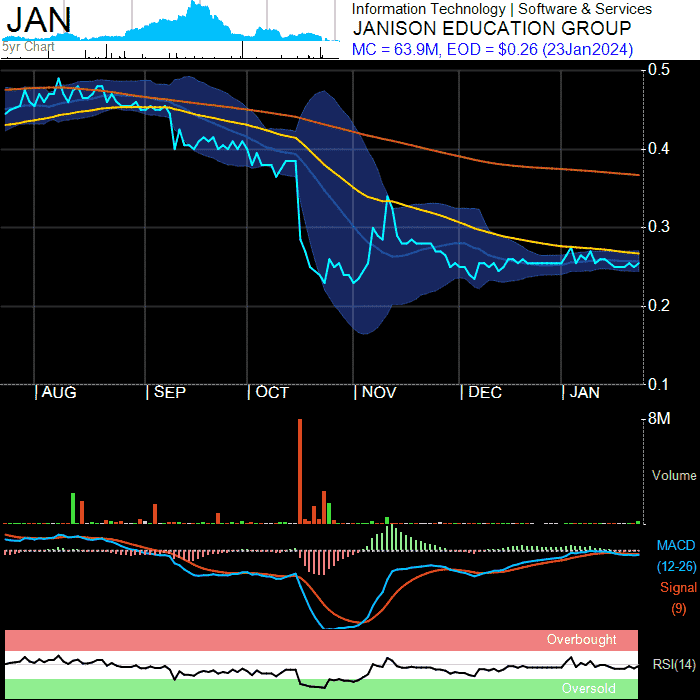 JAN
5yr Chart
Information Technology | Software & Services
JANISON EDUCATION GROUP
MC = 63.9M, EOD = $0.26 (23Jan2024)
0.5
0.4
0.3
0.2
0.1
| AUG | SEP | OCT | NOV | DEC | JAN
8M
Volume
MACD
(12-26)
Signal
(9)
Overbought
RSI(14)
Oversold